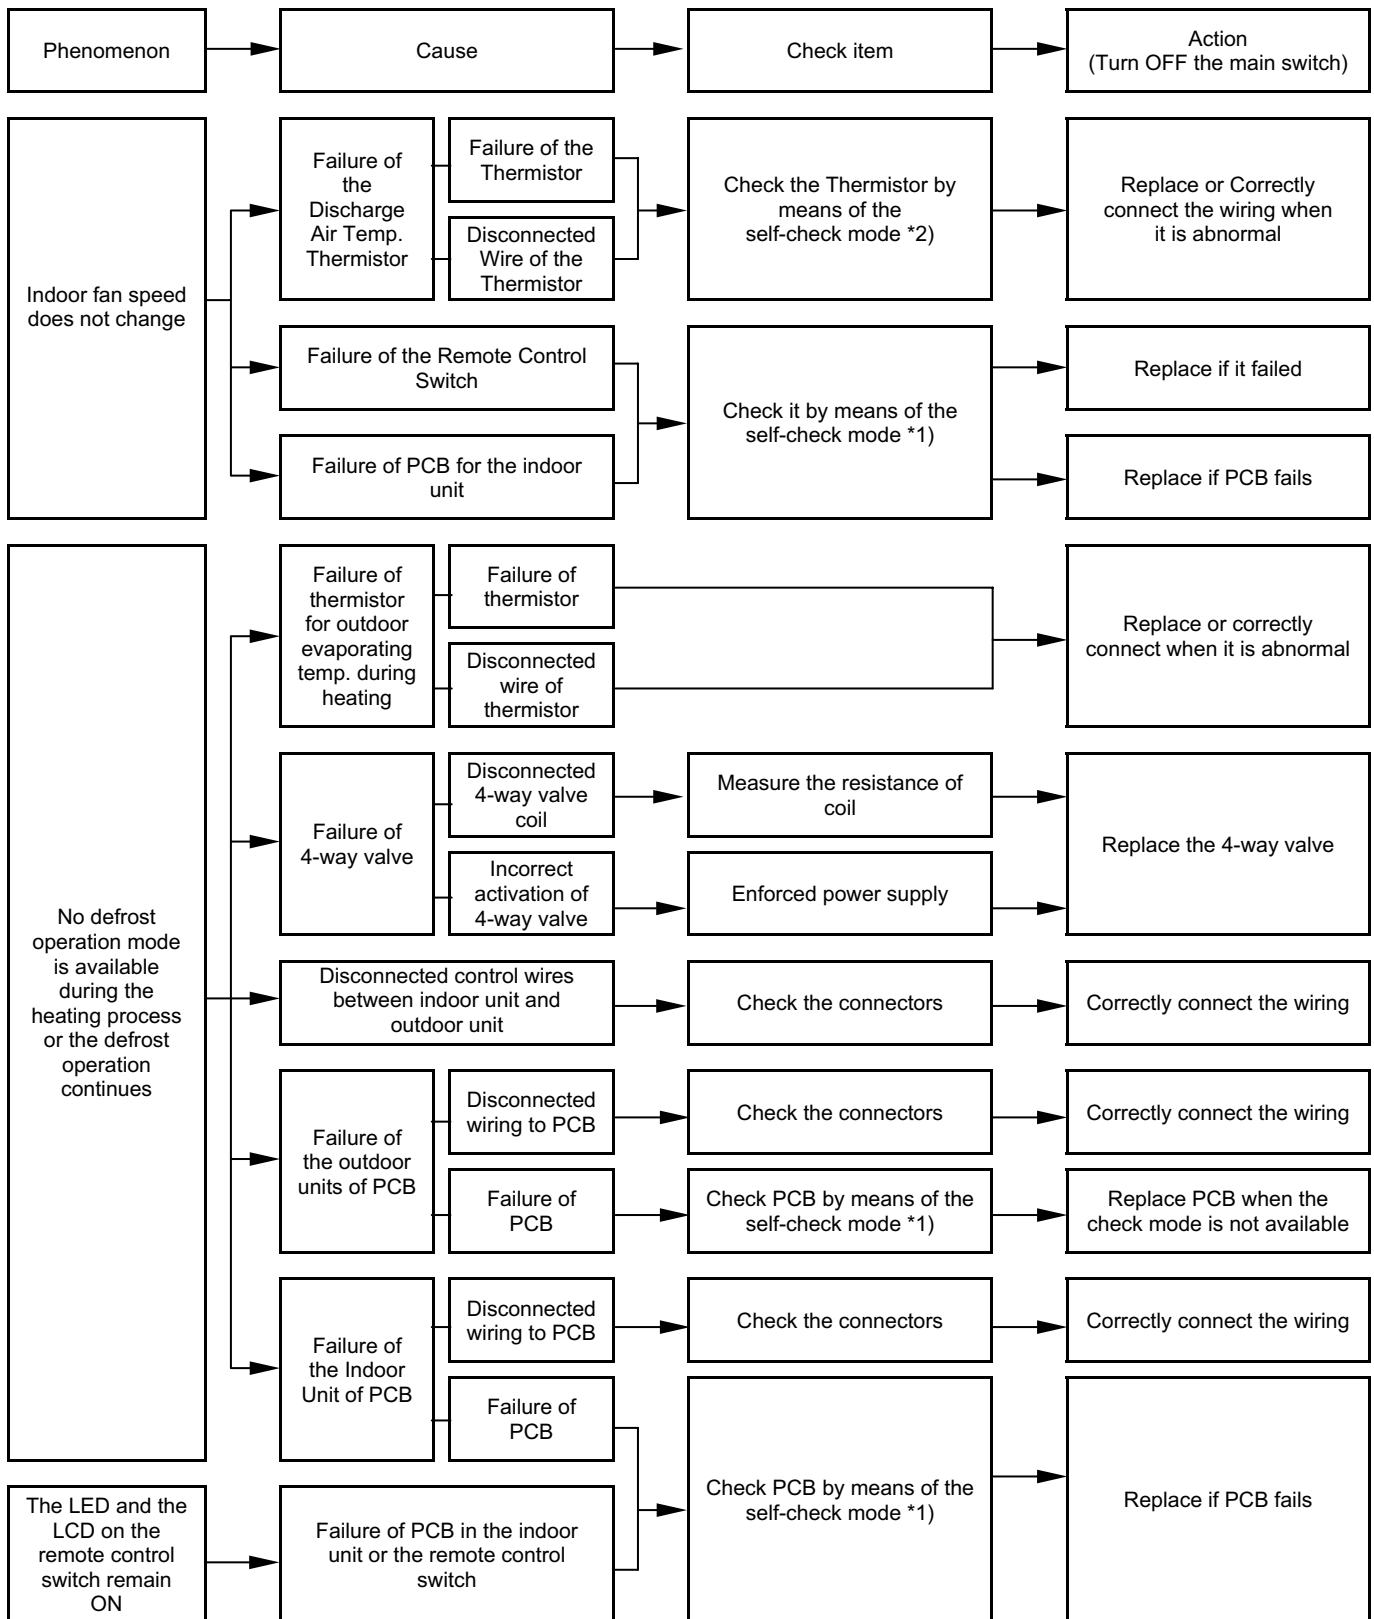 Phenomenon
Cause
Check item
Action
(Turn OFF the main switch)
Indoor fan speed
does not change
Failure of
the
Discharge
Air Temp.
Thermistor
Failure of the
Thermistor
Disconnected
Wire of the
Thermistor
Check the Thermistor by
means of the
self-check mode *2)
Replace or Correctly
connect the wiring when
it is abnormal
Failure of the Remote Control
Switch
Failure of PCB for the indoor
unit
Check it by means of the
self-check mode *1)
Replace if it failed
Replace if PCB fails
No defrost
operation mode
is available
during the
heating process
or the defrost
operation
continues
Failure of
thermistor
for outdoor
evaporating
temp. during
heating
Failure of
thermistor
Disconnected
wire of
thermistor
Replace or correctly
connect when it is abnormal
Failure of
4-way valve
Disconnected
4-way valve
coil
Measure the resistance of
coil
Incorrect
activation of
4-way valve
Enforced power supply
Replace the 4-way valve
Disconnected control wires
between indoor unit and
outdoor unit
Check the connectors
Correctly connect the wiring
Failure of
the outdoor
units of PCB
Disconnected
wiring to PCB
Check the connectors
Correctly connect the wiring
Failure of
PCB
Check PCB by means of the
self-check mode *1)
Replace PCB when the
check mode is not available
Failure of
the Indoor
Unit of PCB
Disconnected
wiring to PCB
Check the connectors
Correctly connect the wiring
Failure of
PCB
Check PCB by means of the
self-check mode *1)
Replace if PCB fails
The LED and the
LCD on the
remote control
switch remain
ON
Failure of PCB in the indoor
unit or the remote control
switch